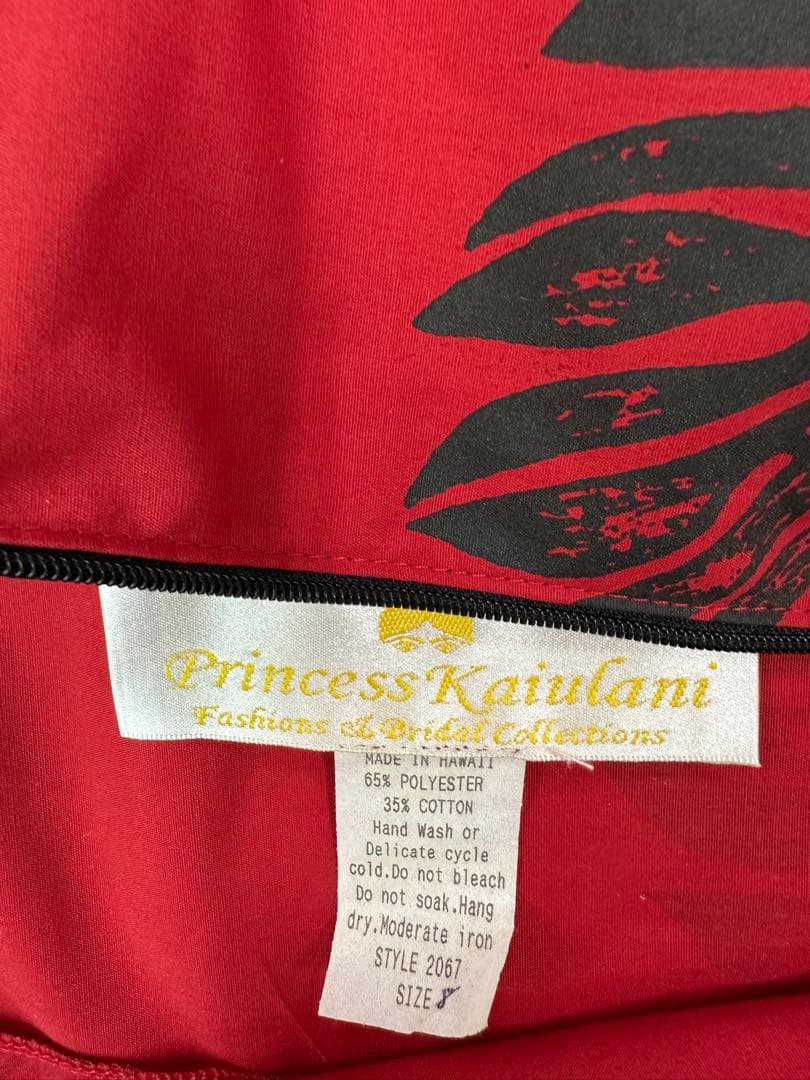 Princess Kaiulani
Fashions & Bridal Collections
MADE IN HAWAII
65% POLYESTER
35% COTTON
Hand Wash or
Delicate cycle
cold.Do not bleach
Do not soak.Hang
dry.Moderate iron
STYLE 2067
SIZE 8